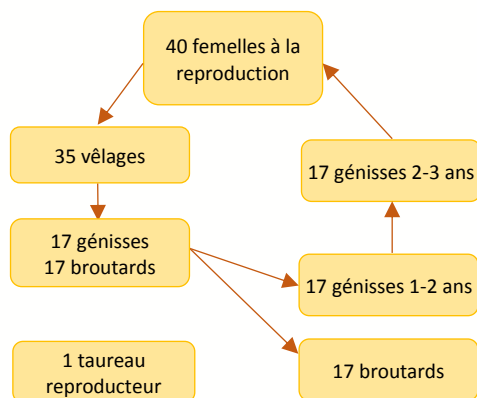 40 femelles à la
reproduction
35 vêlages
17 génisses 2-3 ans
17 génisses
17 broutards
17 génisses 1-2 ans
1 taureau
reproducteur
17 broutards